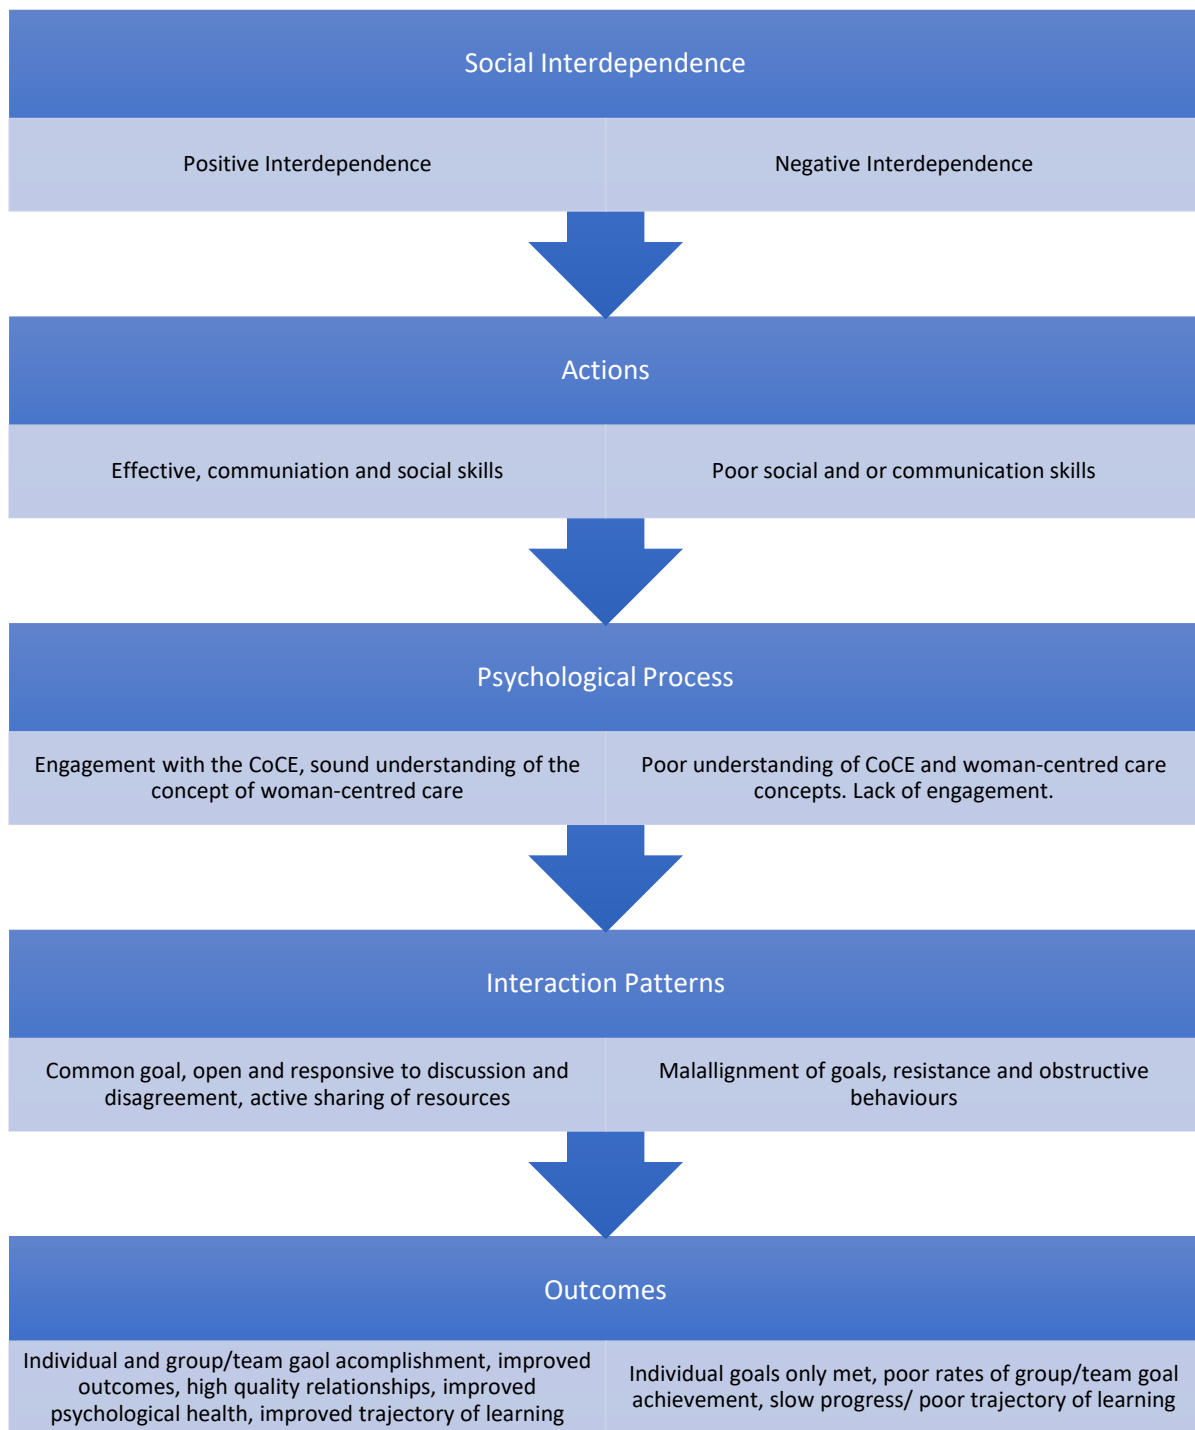 Social Interdependence
Positive Interdependence
Negative Interdependence
Actions
Effective, communiation and social skills
Poor social and or communication skills
Psychological Process
Engagement with the CoCE, sound understanding of the
concept of woman-centred care
Poor understanding of CoCE and woman-centred care
concepts. Lack of engagement.
Interaction Patterns
Common goal, open and responsive to discussion and
disagreement, active sharing of resources
Malallignment of goals, resistance and obstructive
behaviours
Outcomes
Individual and group/team gaol acomplishment, improved
outcomes, high quality relationships, improved
psychological health, improved trajectory of learning
Individual goals only met, poor rates of group/team goal
achievement, slow progress/ poor trajectory of learning